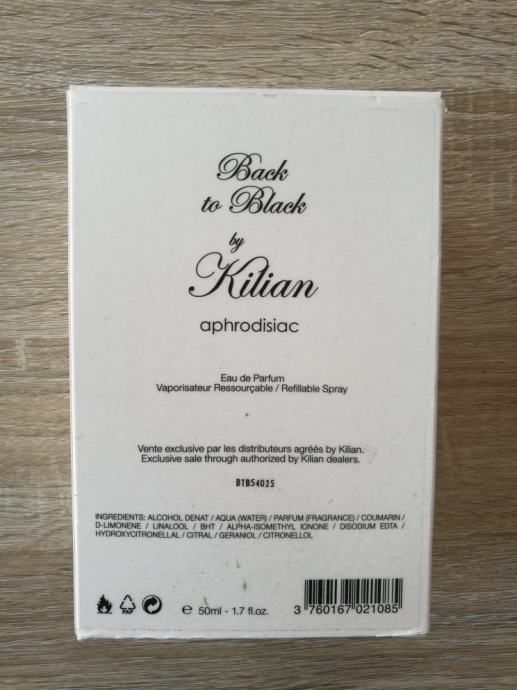 Back
to Black
by
Kilian
aphrodisiac
Eau de Parfum
Vaporisateur Ressourçable / Refillable Spray
Vente exclusive par les distributeurs agréés by Kilian.
Exclusive sale through authorized by Kilian dealers.
BTB54025
INGREDIENTS: ALCOHOL DENAT / AQUA (WATER) / PARFUM (FRAGRANCE) / COUMARIN /
D-LIMONENE / LINALOOL / BHT / ALPHA-ISOMETHYL IONONE / DISODIUM EDTA /
HYDROXYCITRONELLAL / CITRAL / GERANIOL / CITRONELLOL
PAP
e 50ml - 1.7 fl.oz.
3 760167 021085